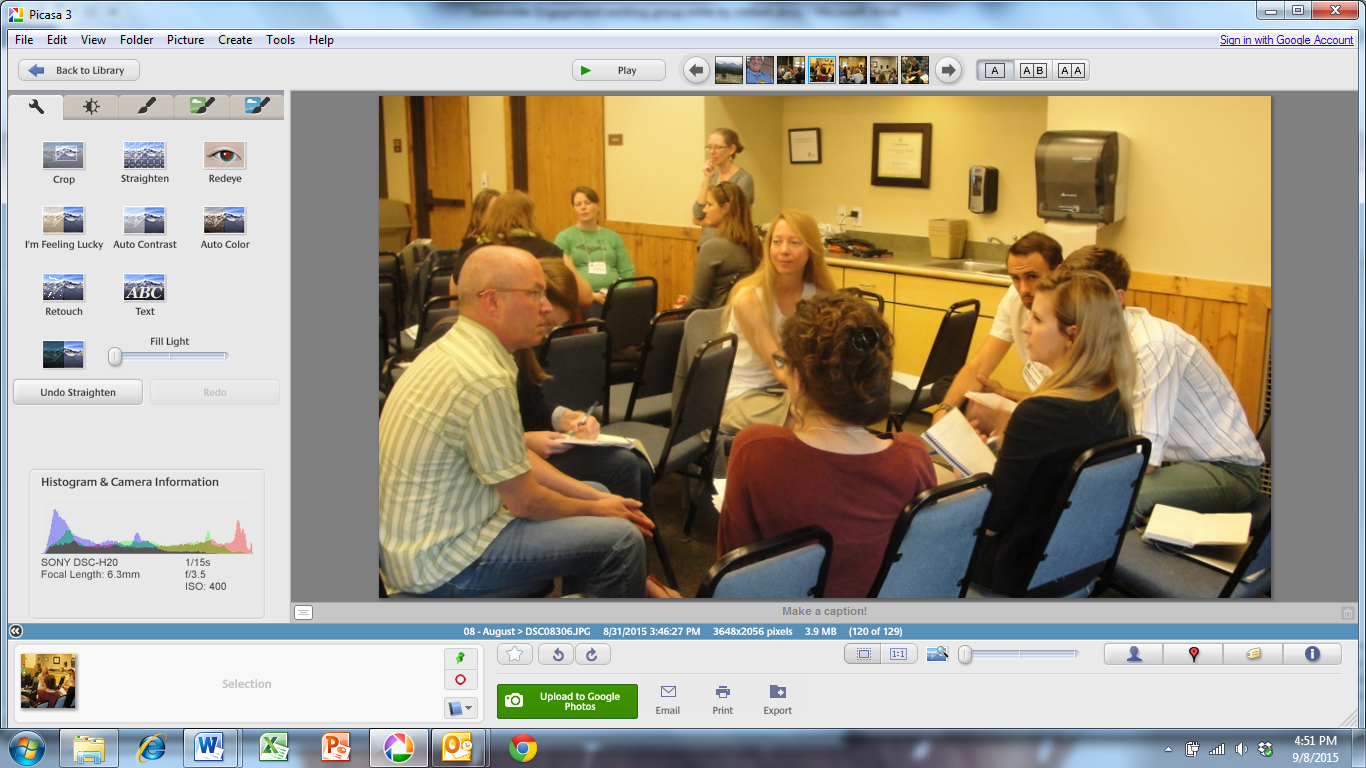 Picasa 3
File Edit View Folder Picture Create Tools Help
Sign in with Google Account
Back to Library
Play
A
A B
A A
Crop
Straighten
Redeye
I'm Feeling Lucky
Auto Contrast
Auto Color
ABC
Retouch
Text
Fill Light
Undo Straighten
Redo
Histogram & Camera Information
SONY DSC-H20 1/15s
Focal Length: 6.3mm f/3.5
ISO: 400
Make a caption!
08 - August > DSC08306.JPG 8/31/2015 3:46:27 PM 3648x2056 pixels 3.9 MB (120 of 129)
Selection
1:1
Upload to Google
Photos
Email
Print
Export
4:51 PM
9/8/2015